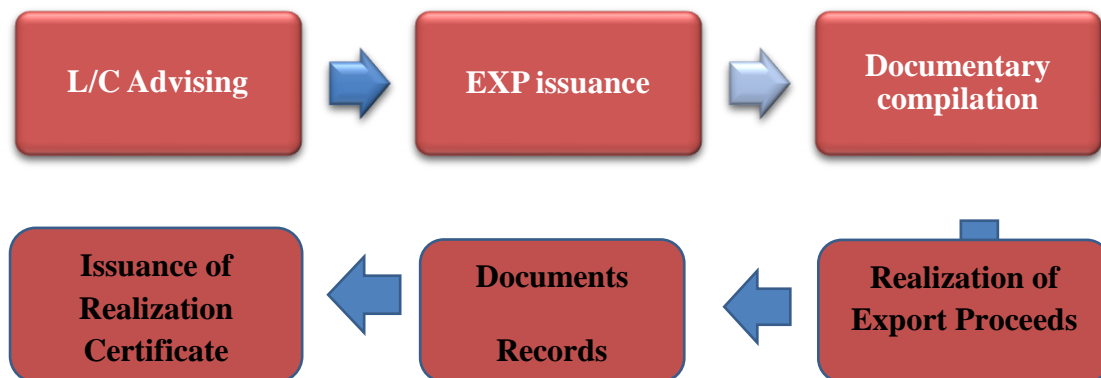 L/C Advising
EXP issuance
Documentary
compilation
Issuance of
Realization
Certificate
Documents
Records
Realization of
Export Proceeds